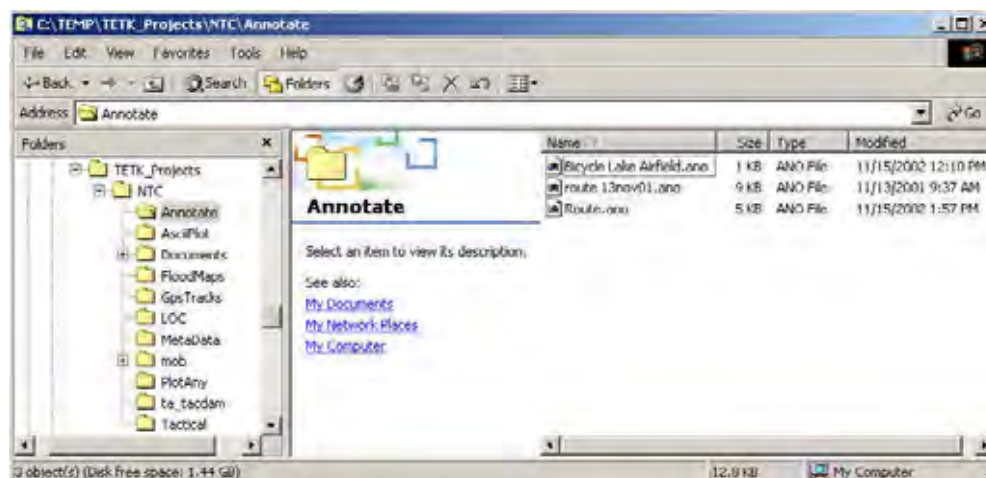 C:\TEMP\TETK_Projects\NTC\Annotate
File Edit View Favorites Tools Help
Back Search Folders
Address Annotate Go
Folders
TETK_Projects
NTC
Annotate
AsciiPlot
Documents
FloodMaps
GpsTracks
LOC
MetaData
mob
PlotAny
te_tacdam
Tactical
Annotate
Select an item to view its description.
See also:
My Documents
My Network Places
My Computer
Name Size Type Modified
Bicycle Lake Airfield.ano 1 KB ANO File 11/15/2002 12:10 PM
route 13nov01.ano 9 KB ANO File 11/13/2001 9:37 AM
Route.ano 5 KB ANO File 11/15/2002 1:57 PM
3 object(s) (Disk free space: 1.44 GB) 12.8 KB My Computer